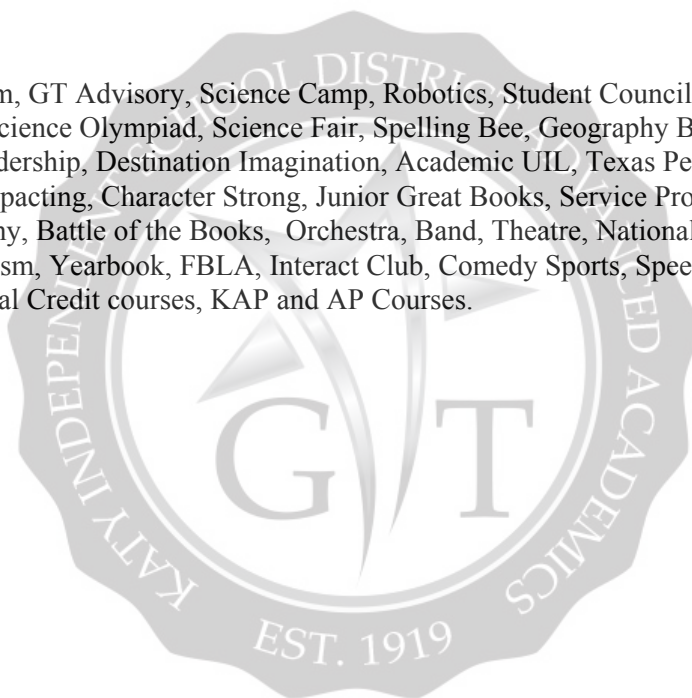 m, GT Advisory, Science Camp, Robotics, Student Council
cience Olympiad, Science Fair, Spelling Bee, Geography B
dership, Destination Imagination, Academic UIL, Texas Pe
pacting, Character Strong, Junior Great Books, Service Pro
ny, Battle of the Books, Orchestra, Band, Theatre, National
sm, Yearbook, FBLA, Interact Club, Comedy Sports, Spee
al Credit courses, KAP and AP Courses.
KATY INDEPENDENT SCHOOL DISTRICT ADVANCED ACADEMICS
G T
EST. 1919